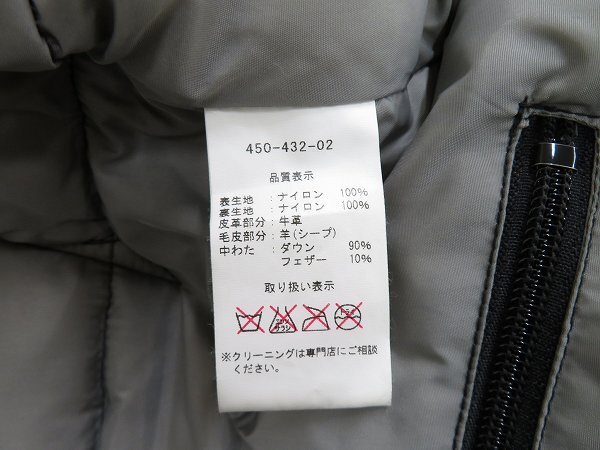 450-432-02
品質表示
表生地 : ナイロン 100%
裏生地 : ナイロン 100%
皮革部分 : 牛革
毛皮部分 : 羊(シープ)
中わた : ダウン 90%
フェザー 10%
取り扱い表示
※クリーニングは専門店にご相談
ください。